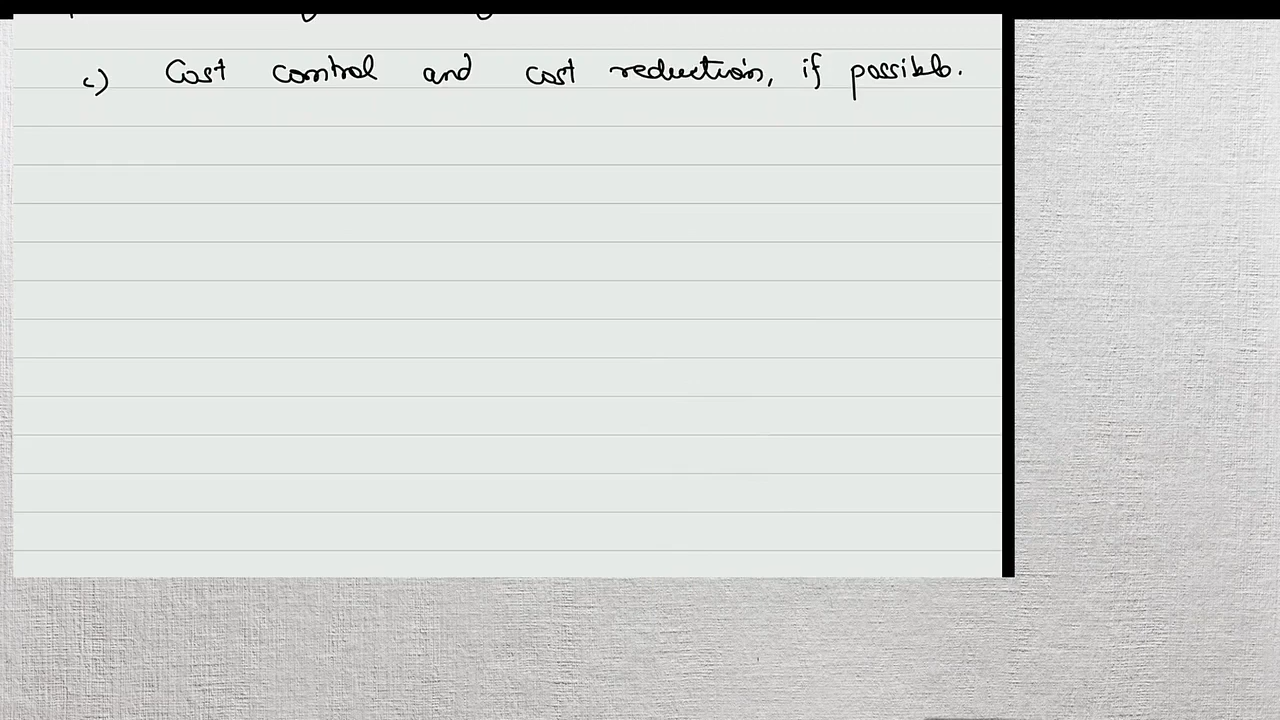 c) Cost control and cost reduction, if possible.